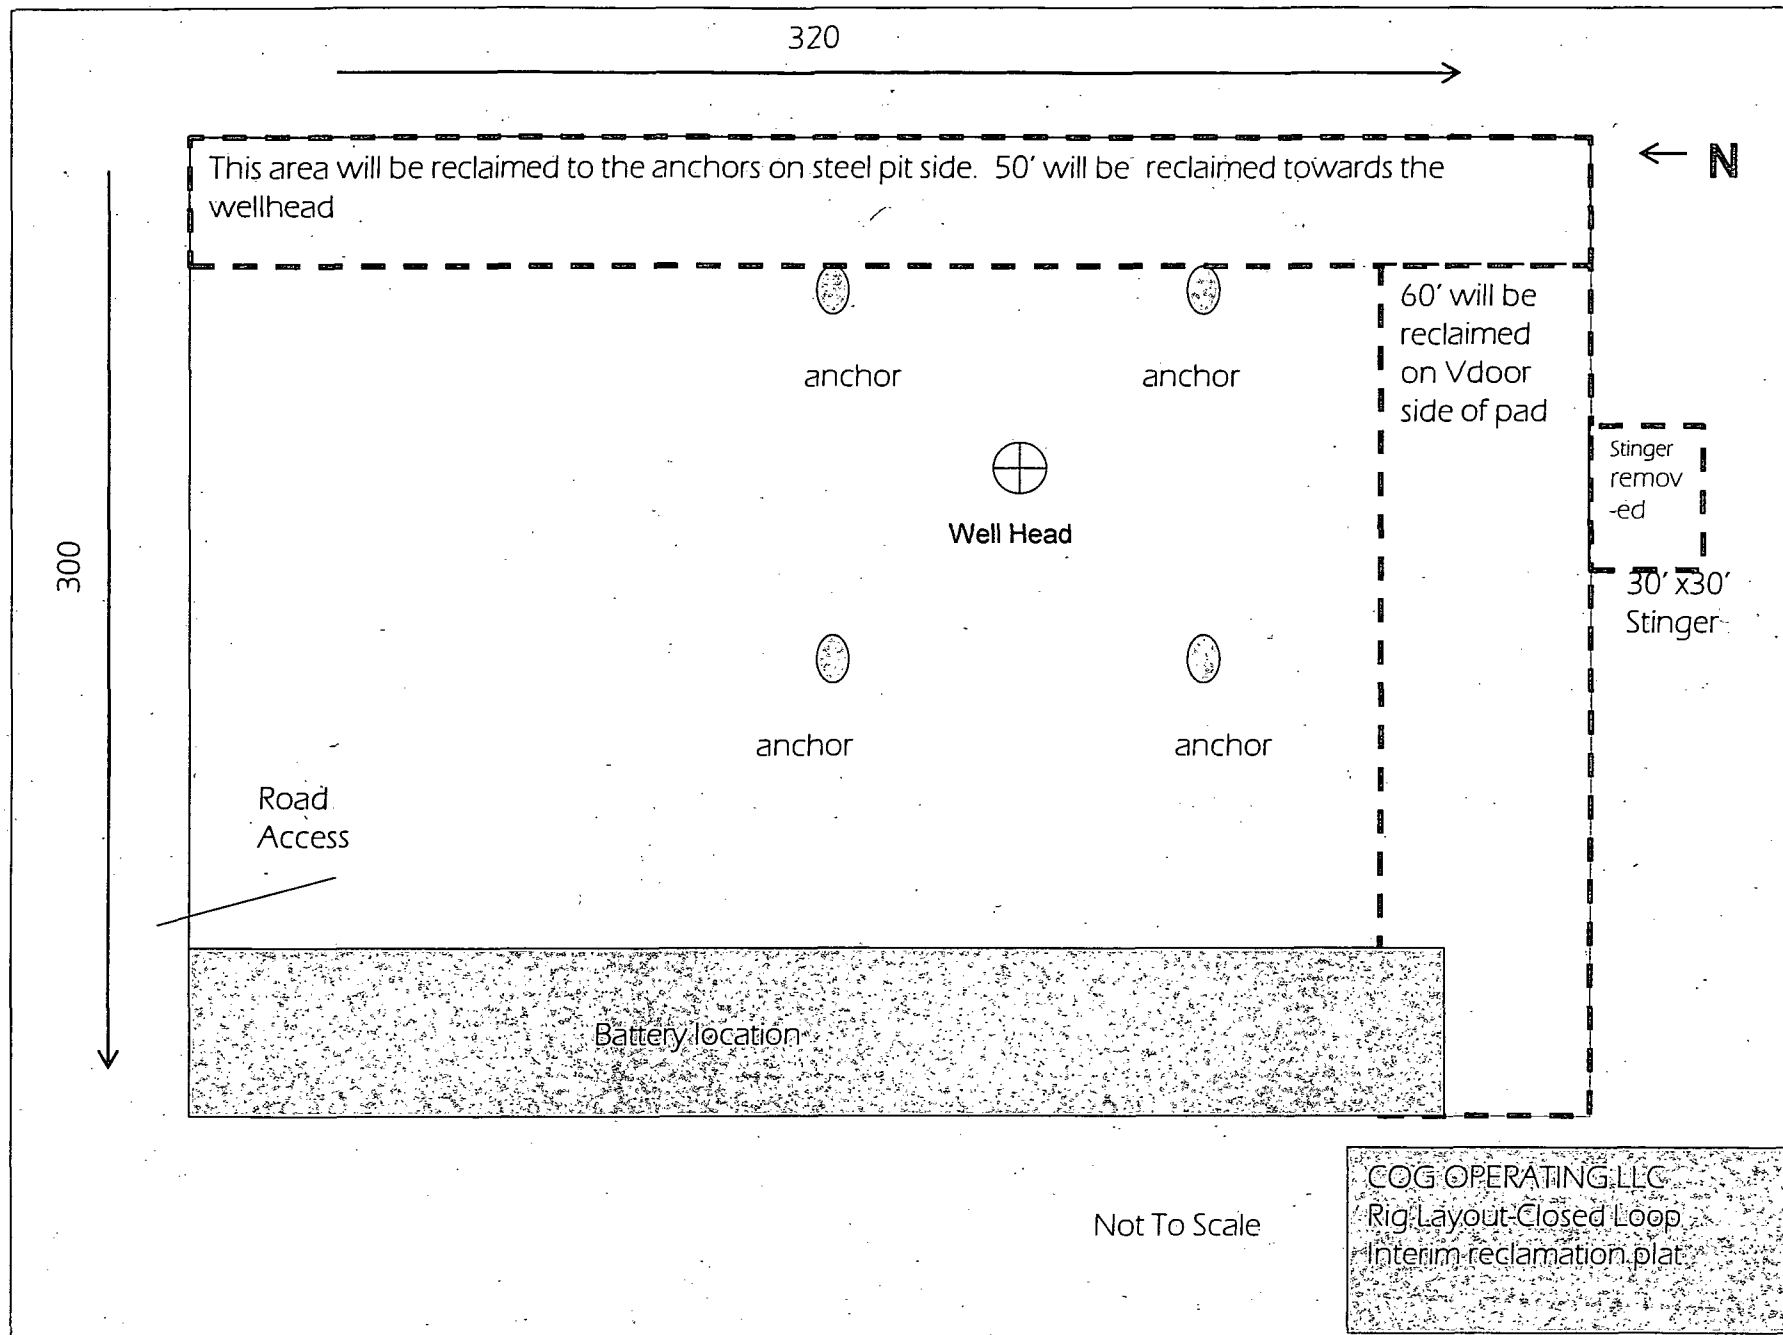 320
N
This area will be reclaimed to the anchors on steel pit side. 50' will be reclaimed towards the
wellhead
60' will be
reclaimed
on Vdoor
side of pad
anchor
anchor
Stinger
remov
-ed
Well Head
300
30' x30'
Stinger
anchor
anchor
Road
Access
Battery location
Not To Scale
COG OPERATING LLC
Rig Layout-Closed Loop
Interim reclamation plat